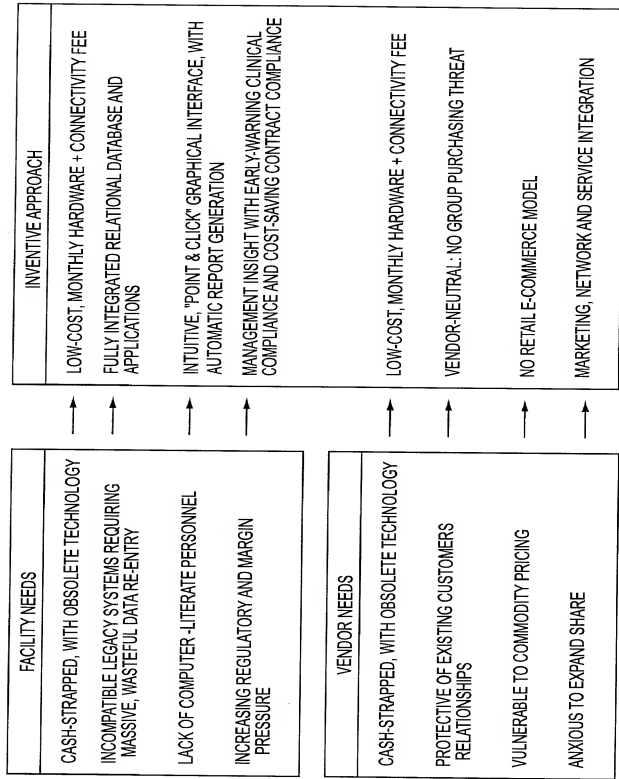 FACILITY NEEDS
CASH-STRAPPED, WITH OBSOLETE TECHNOLOGY
INCOMPATIBLE LEGACY SYSTEMS REQUIRING
MASSIVE, WASTEFUL DATA RE-ENTRY
LACK OF COMPUTER-LITERATE PERSONNEL
INCREASING REGULATORY AND MARGIN
PRESSURE
VENDOR NEEDS
CASH-STRAPPED, WITH OBSOLETE TECHNOLOGY
PROTECTIVE OF EXISTING CUSTOMERS
RELATIONSHIPS
VULNERABLE TO COMMODITY PRICING
ANXIOUS TO EXPAND SHARE
INVENTIVE APPROACH
LOW-COST, MONTHLY HARDWARE + CONNECTIVITY FEE
FULLY INTEGRATED RELATIONAL DATABASE AND
APPLICATIONS
INTUITIVE, "POINT & CLICK" GRAPHICAL INTERFACE, WITH
AUTOMATIC REPORT GENERATION
MANAGEMENT INSIGHT WITH EARLY-WARNING CLINICAL
COMPLIANCE AND COST-SAVING CONTRACT COMPLIANCE
LOW-COST, MONTHLY HARDWARE + CONNECTIVITY FEE
VENDOR-NEUTRAL: NO GROUP PURCHASING THREAT
NO RETAIL E-COMMERCE MODEL
MARKETING, NETWORK AND SERVICE INTEGRATION